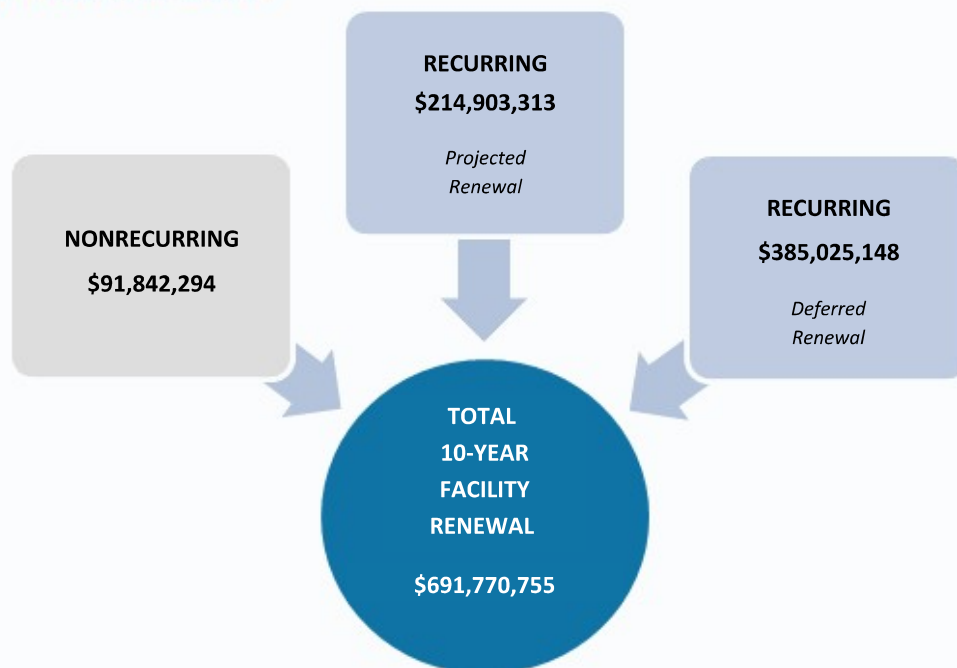 RECURRING
$214,903,313
Projected
Renewal
NONRECURRING
$91,842,294
RECURRING
$385,025,148
Deferred
Renewal
TOTAL
10-YEAR
FACILITY
RENEWAL
$691,770,755